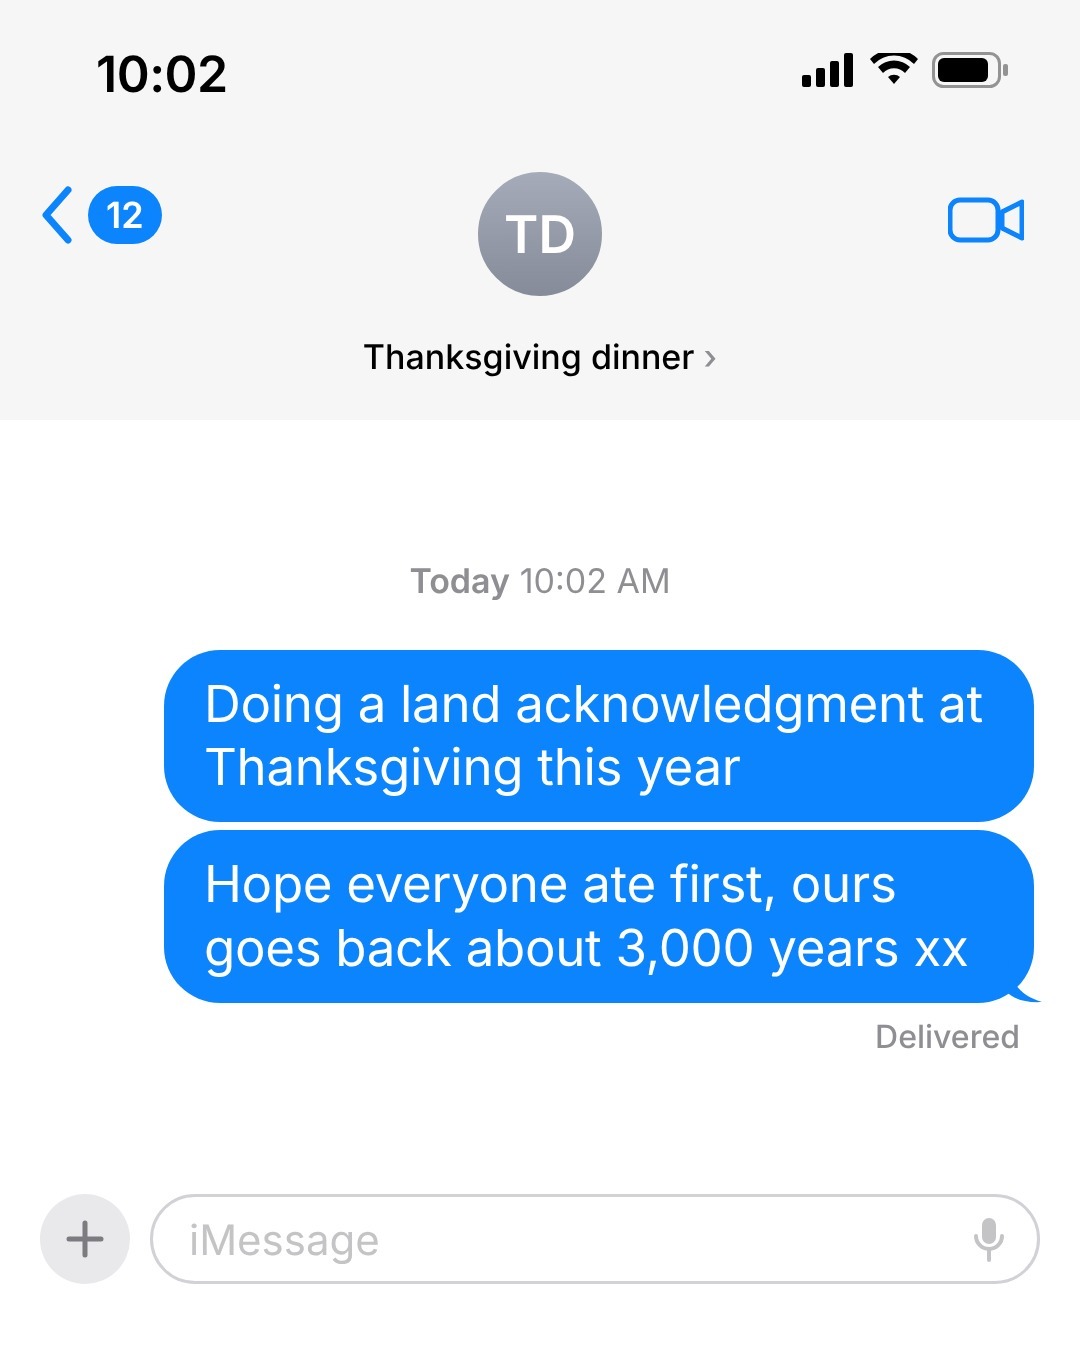 10:02
12
TD
Thanksgiving dinner ›
Today 10:02 AM
Doing a land acknowledgment at
Thanksgiving this year
Hope everyone ate first, ours
goes back about 3,000 years xx
Delivered
iMessage